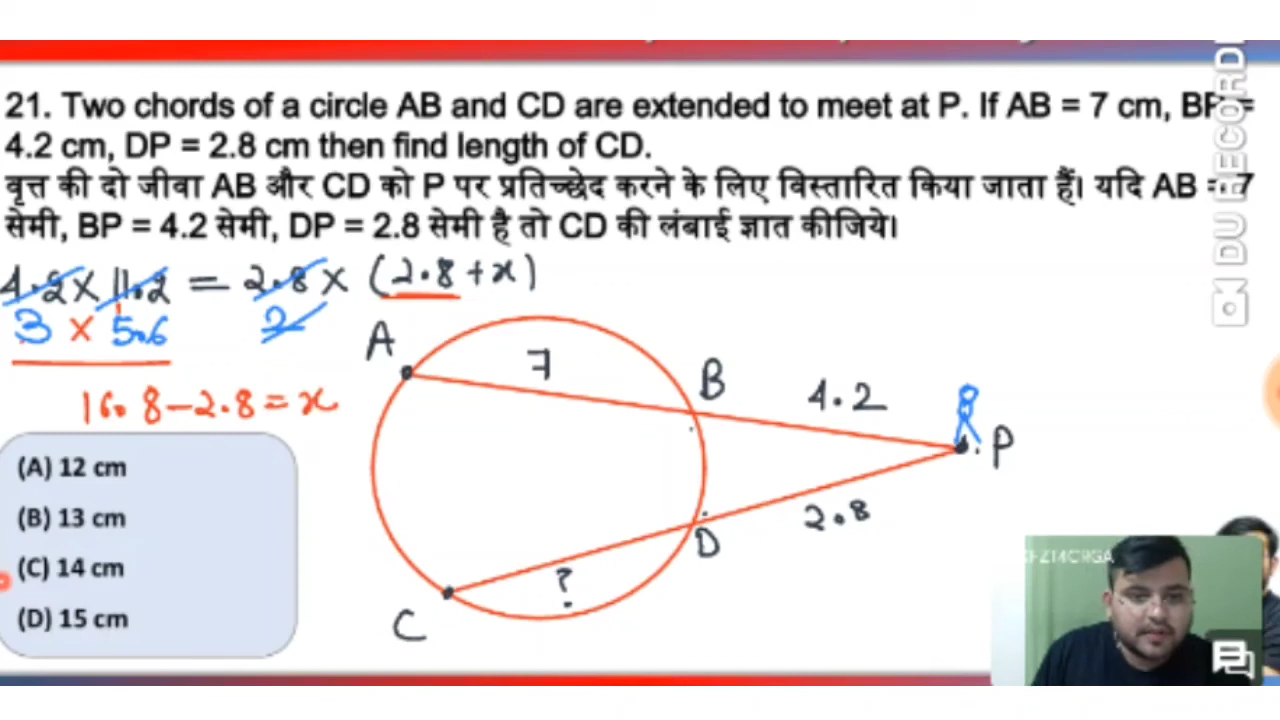 21. Two chords of a circle AB and CD are extended to meet at P. If AB = 7 cm, BP =
4.2 cm, DP = 2.8 cm then find length of CD.
वृत्त की दो जीवा AB और CD को P पर प्रतिच्छेद करने के लिए विस्तारित किया जाता हैं। यदि AB = 7
सेमी, BP = 4.2 सेमी, DP = 2.8 सेमी है तो CD की लंबाई ज्ञात कीजिये।
4.2 × 11.2 = 2.8 × (2.8 + x)
3 × 5.6 2
16.8 - 2.8 = x
A 7 B 4.2 P
2.8
D
?
C
(A) 12 cm
(B) 13 cm
(C) 14 cm
(D) 15 cm
DU RECORD